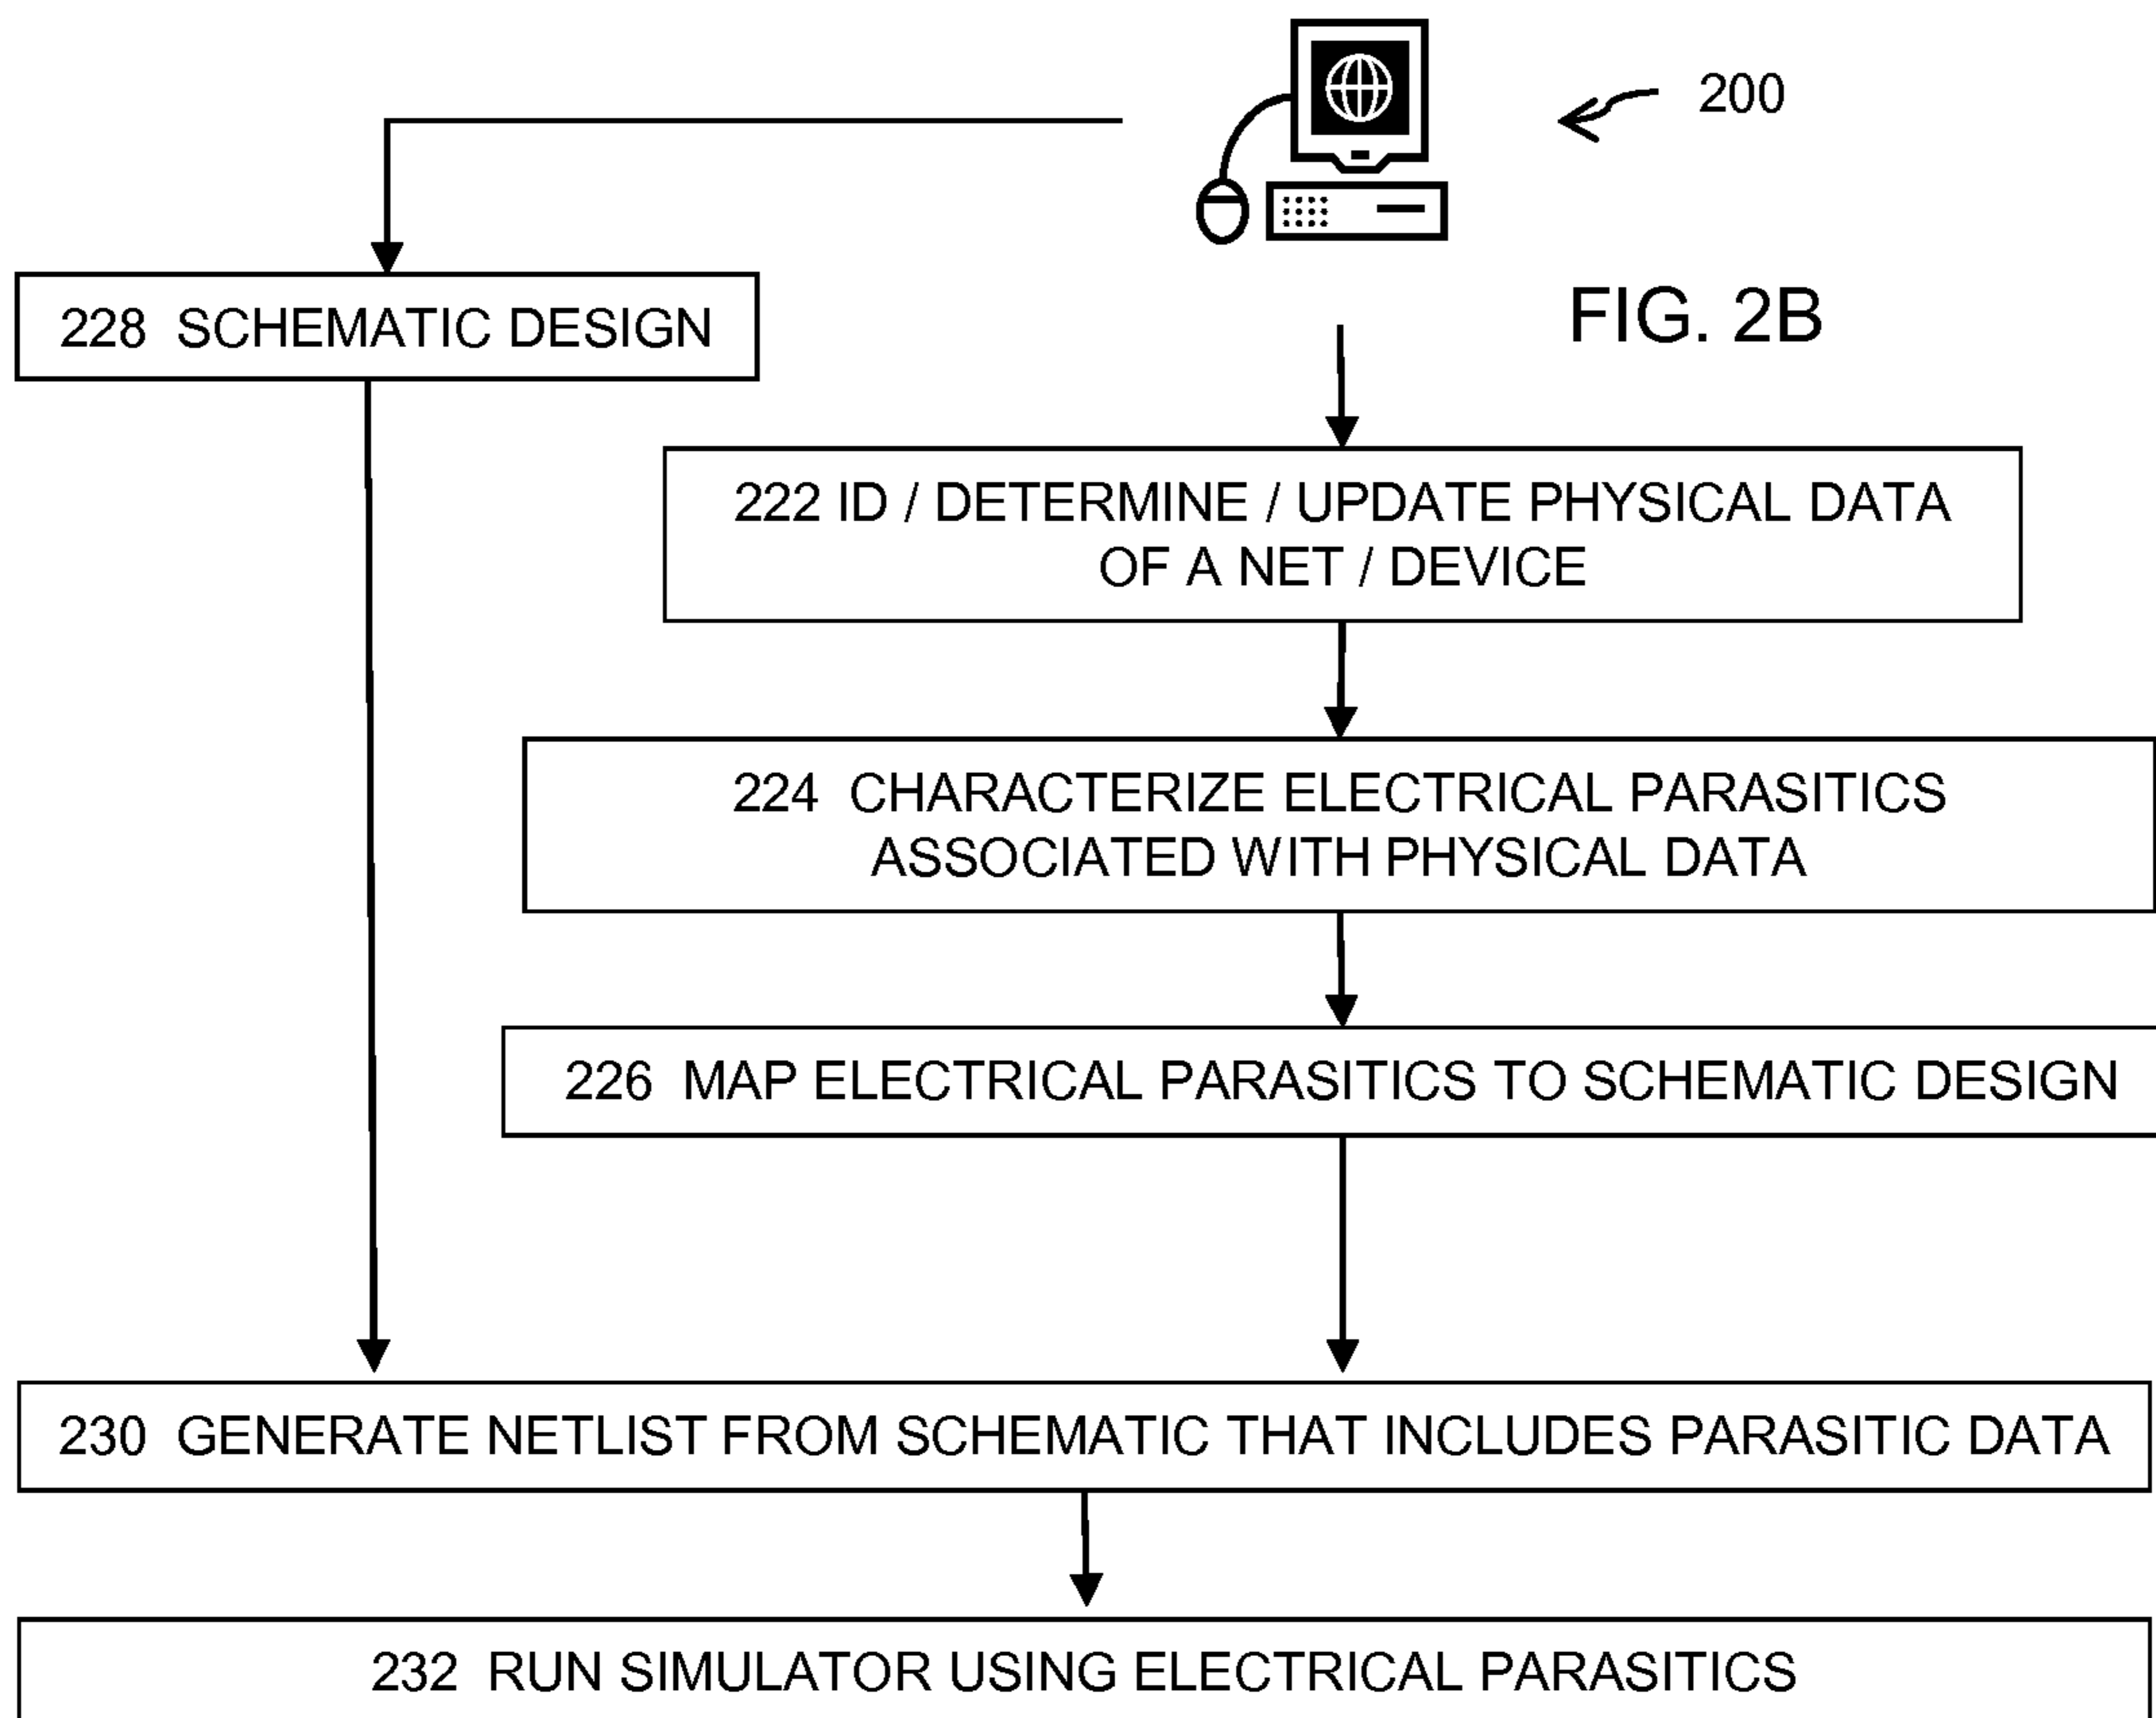 200
228 SCHEMATIC DESIGN
FIG. 2B
222 ID / DETERMINE / UPDATE PHYSICAL DATA
OF A NET / DEVICE
224 CHARACTERIZE ELECTRICAL PARASITICS
ASSOCIATED WITH PHYSICAL DATA
226 MAP ELECTRICAL PARASITICS TO SCHEMATIC DESIGN
230 GENERATE NETLIST FROM SCHEMATIC THAT INCLUDES PARASITIC DATA
232 RUN SIMULATOR USING ELECTRICAL PARASITICS